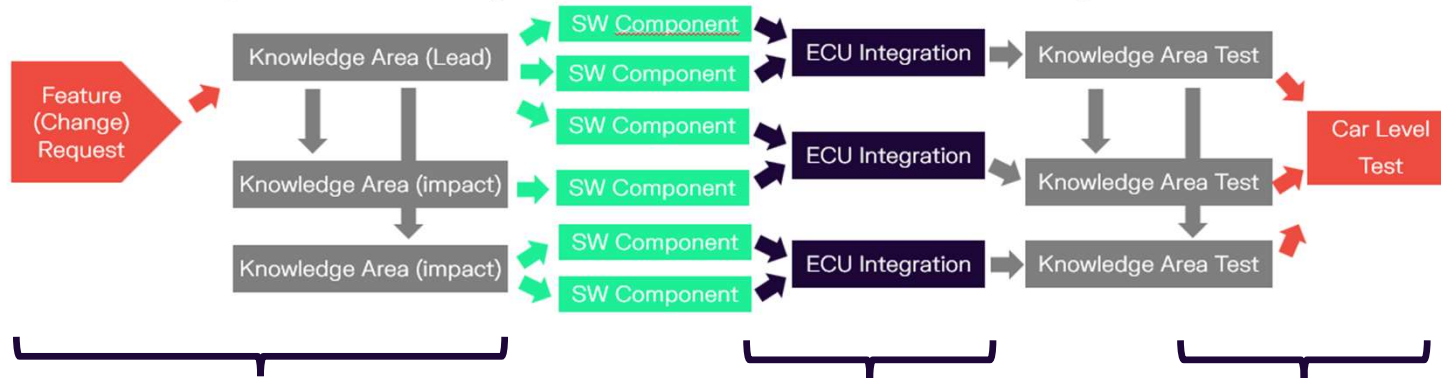 Feature
(Change)
Request
Knowledge Area (Lead)
Knowledge Area (impact)
Knowledge Area (impact)
SW Component
SW Component
SW Component
SW Component
SW Component
SW Component
ECU Integration
ECU Integration
ECU Integration
Knowledge Area Test
Knowledge Area Test
Knowledge Area Test
Car Level
Test